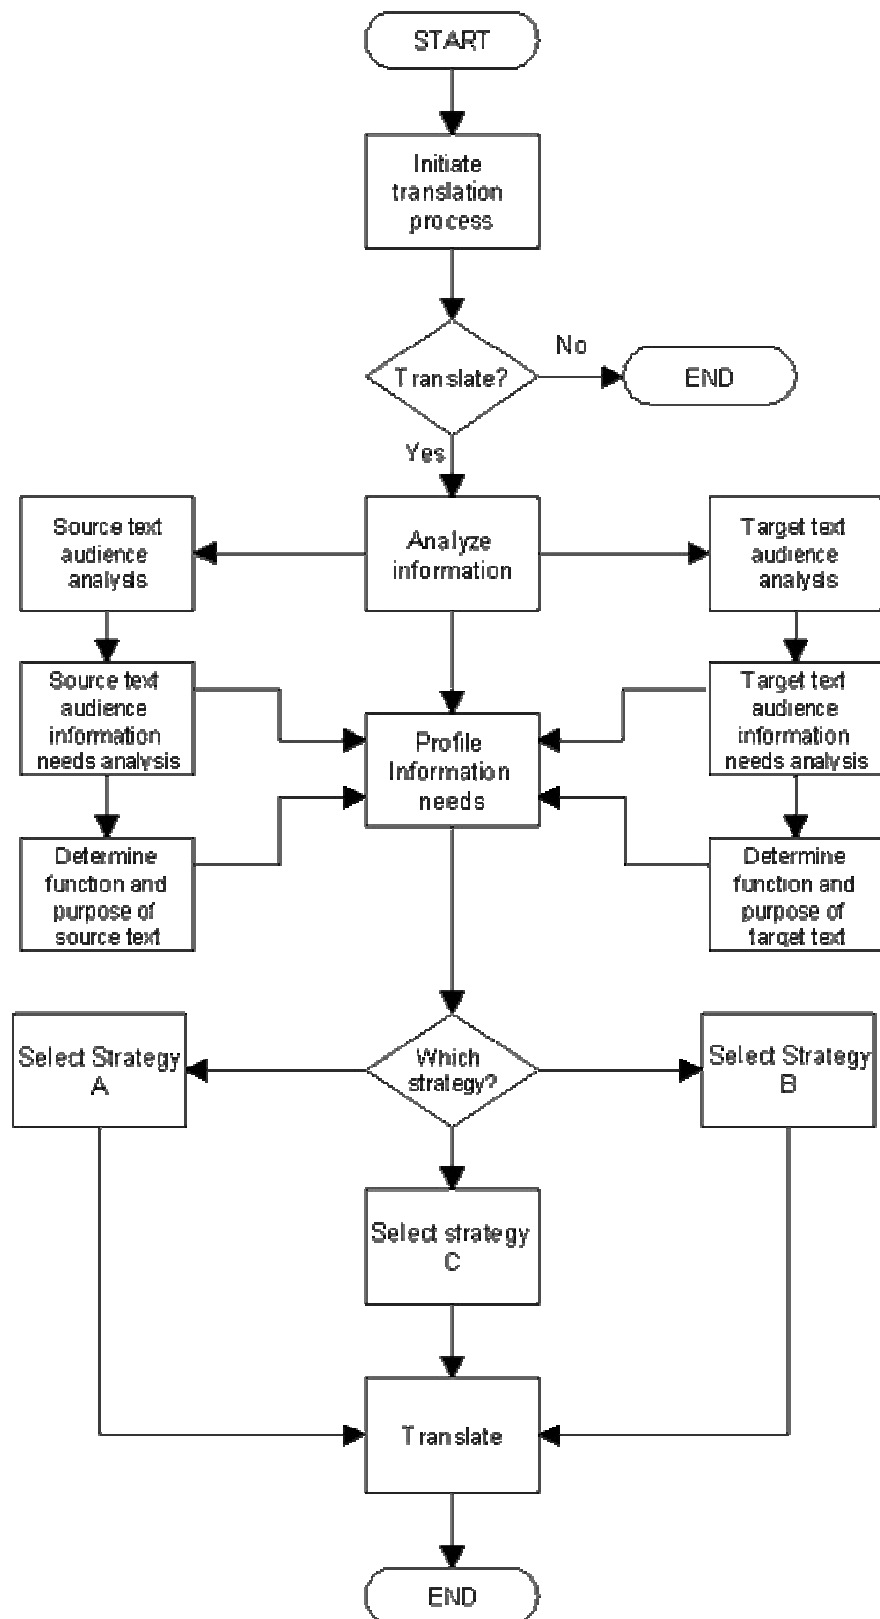 START
Initiate
translation
process
Translate?
No
END
Yes
Source text
audience
analysis
Analyze
information
Target text
audience
analysis
Source text
audience
information
needs analysis
Profile
Information
needs
Target text
audience
information
needs analysis
Determine
function and
purpose of
source text
Determine
function and
purpose of
target text
Select Strategy
A
Which
strategy?
Select Strategy
B
Select strategy
C
Translate
END